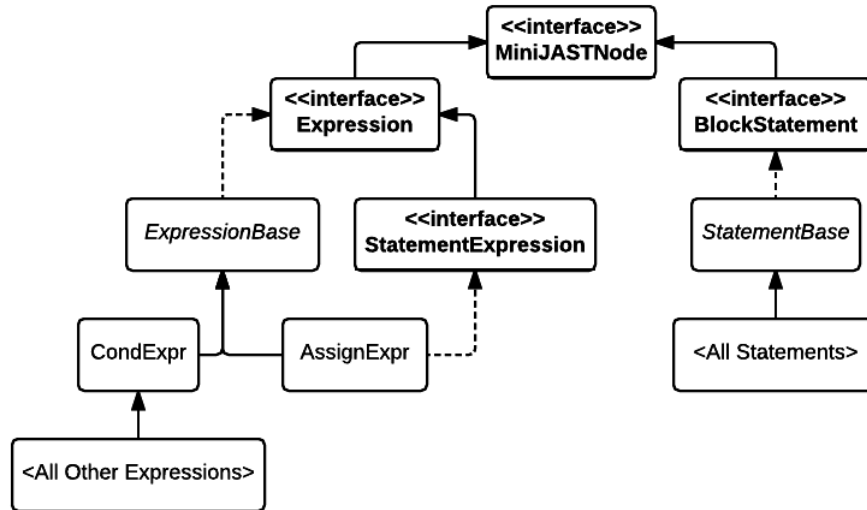 <<interface>>
MiniJASTNode
<<interface>>
Expression
<<interface>>
BlockStatement
ExpressionBase
<<interface>>
StatementExpression
StatementBase
CondExpr
AssignExpr
<All Statements>
<All Other Expressions>